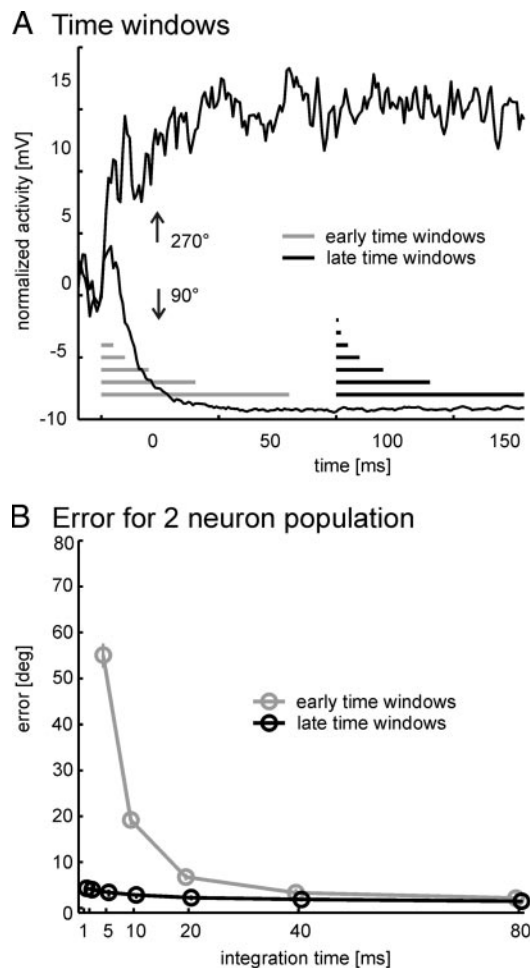 A Time windows
15
10
5
0
-5
-10
normalized activity [mV]
270°
90°
early time windows
late time windows
0 50 100 150
time [ms]
B Error for 2 neuron population
80
70
60
50
40
30
20
10
0
error [deg]
early time windows
late time windows
1 5 10 20 40 80
integration time [ms]